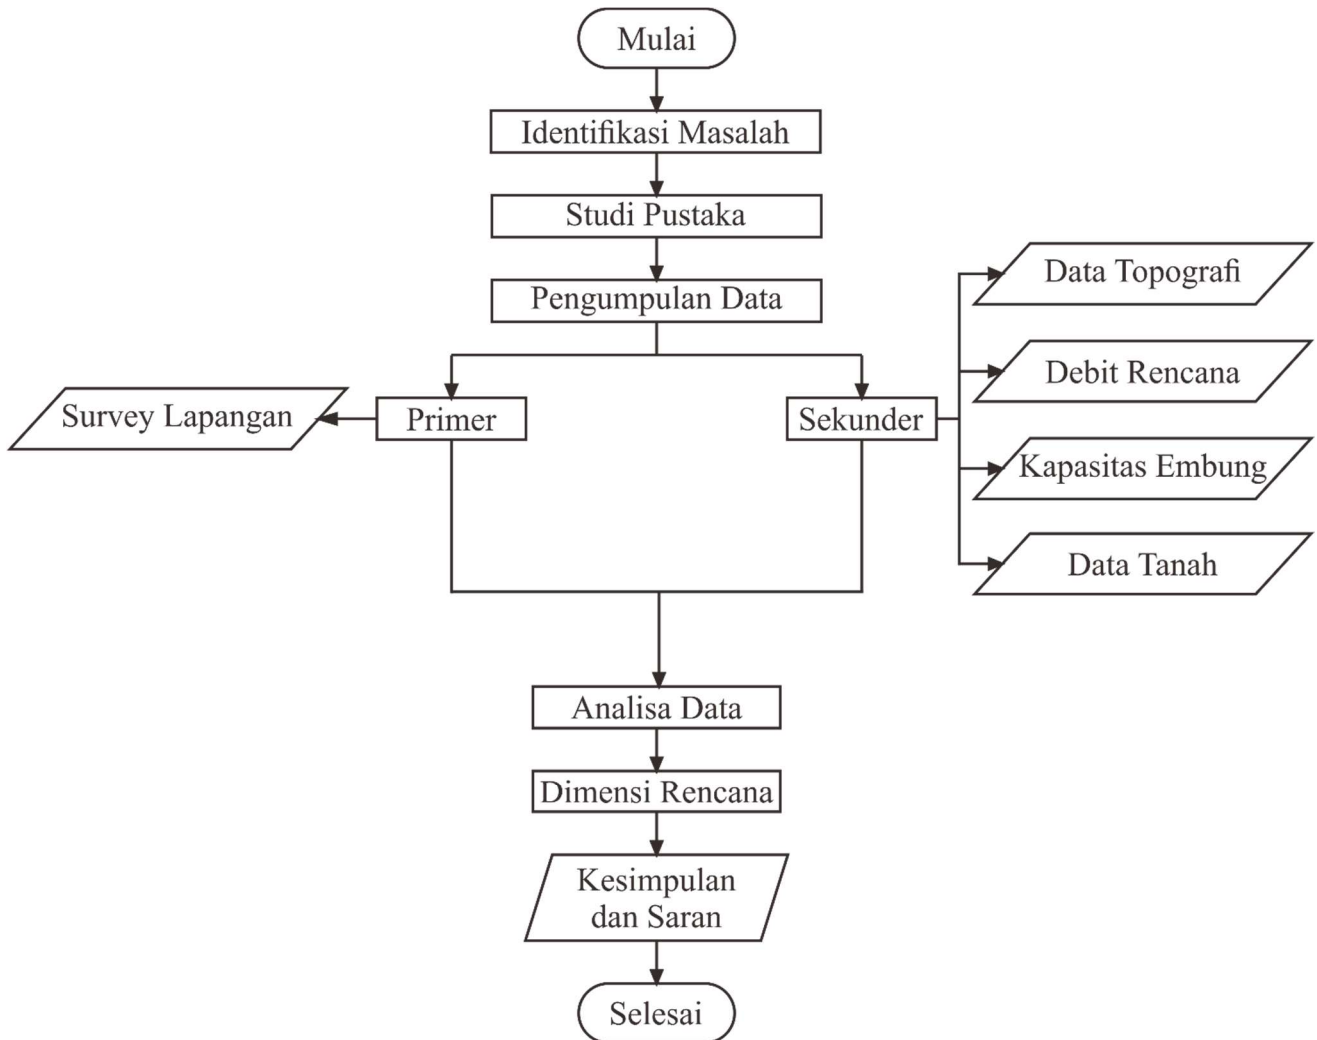 Mulai
Identifikasi Masalah
Studi Pustaka
Pengumpulan Data
Survey Lapangan
Primer
Sekunder
Data Topografi
Debit Rencana
Kapasitas Embung
Data Tanah
Analisa Data
Dimensi Rencana
Kesimpulan
dan Saran
Selesai